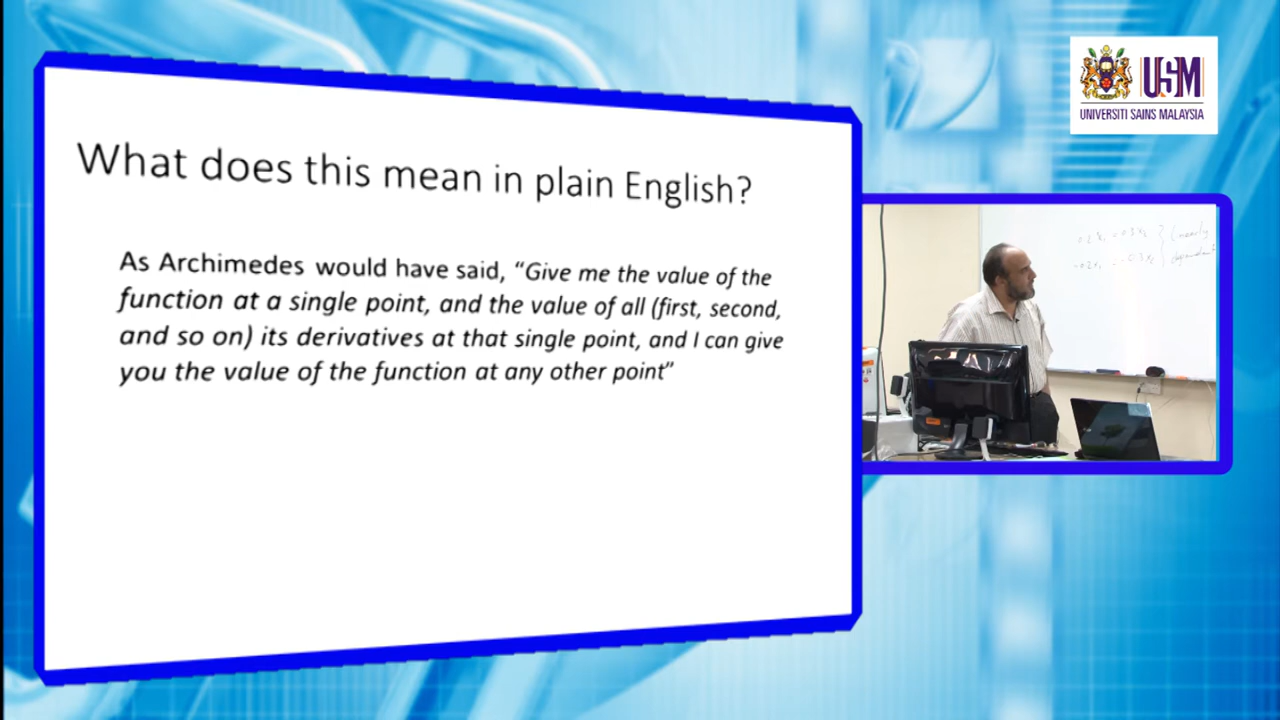 What does this mean in plain English?
As Archimedes would have said, “Give me the value of the
function at a single point, and the value of all (first, second,
and so on) its derivatives at that single point, and I can give
you the value of the function at any other point”
USM
UNIVERSITI SAINS MALAYSIA